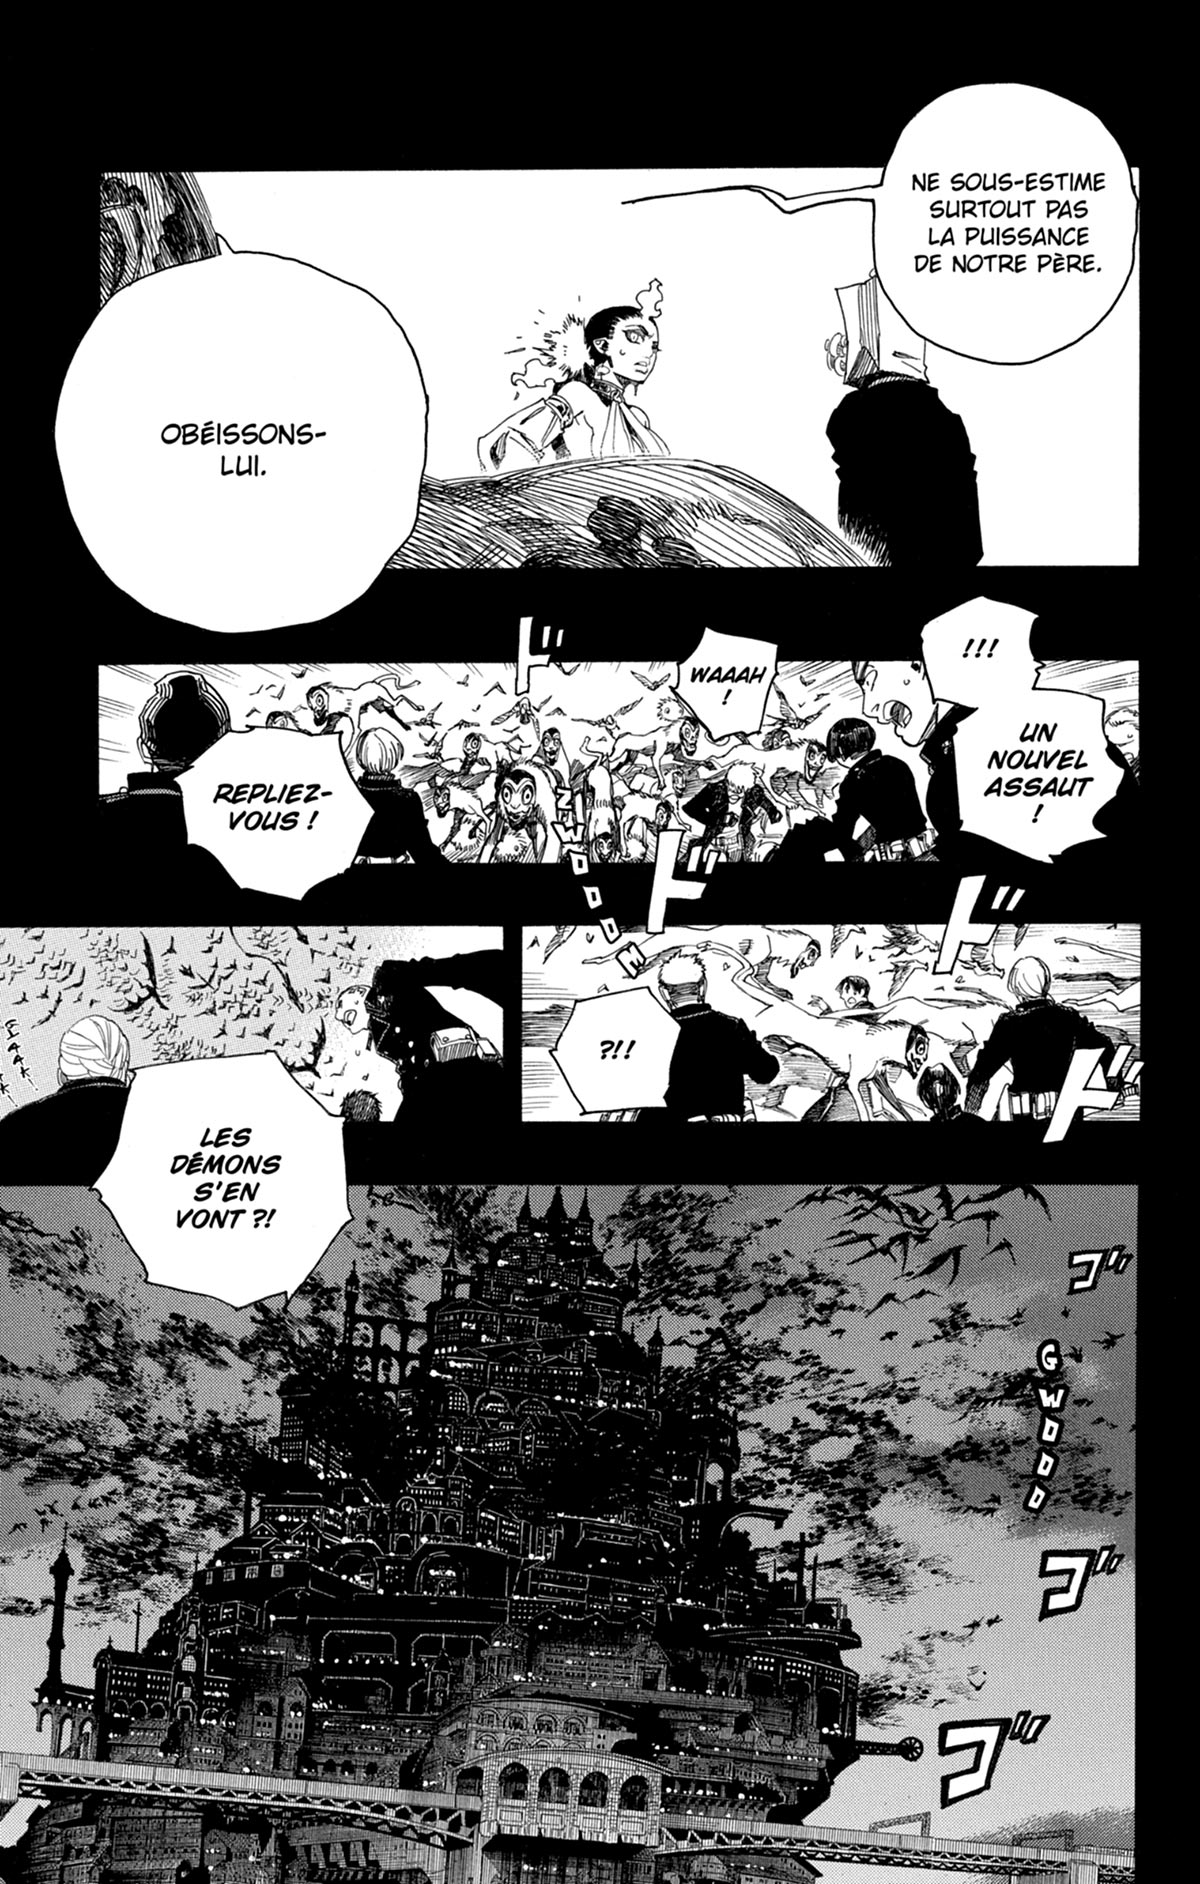 NE SOUS-ESTIME
SURTOUT PAS
LA PUISSANCE
DE NOTRE PÈRE.
OBÉISSONS-
LUI.
!!!
UN
NOUVEL
ASSAUT
!
WAAAH
!
ド
REPLIEZ-
VOUS !
ド
ド
?!!
ド
LES
DÉMONS
S'EN
VONT ?!
ゴ
GWOOO
ゴ
ゴ